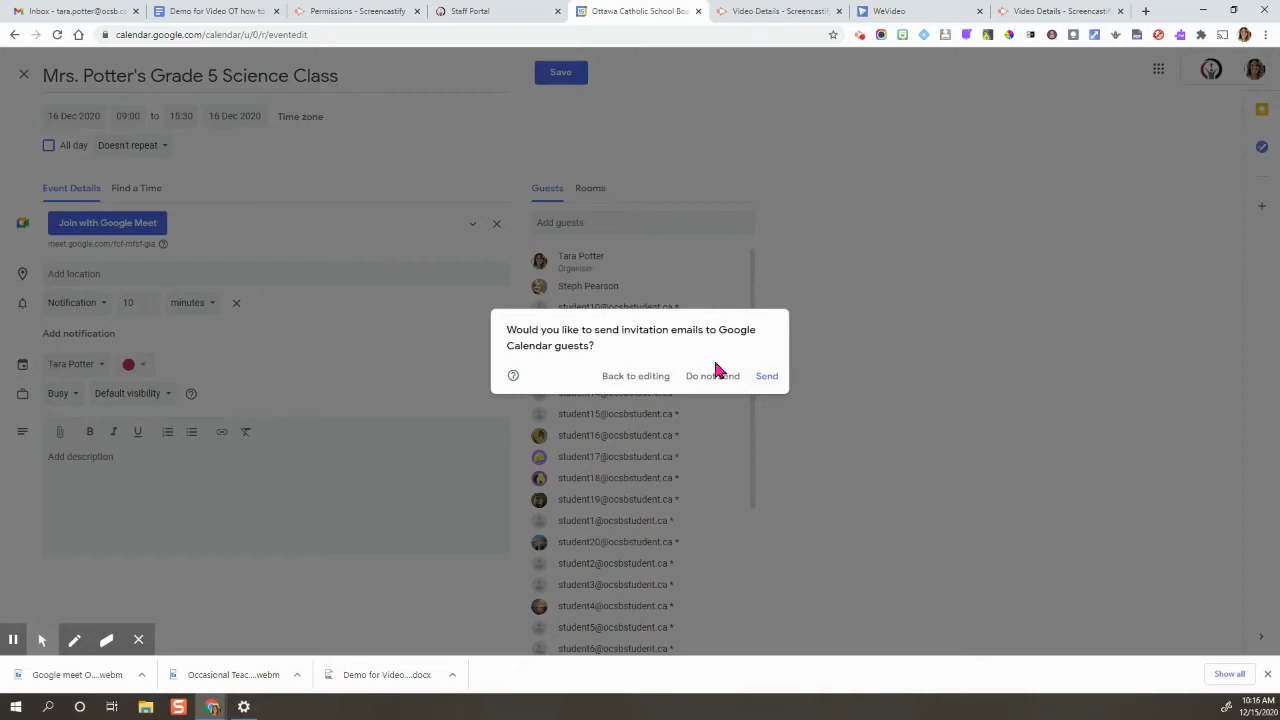 Inbox - tara.potter@ocsb.c
Demo for Video OT how to
Permissions - Screencastify
Staff Portal
Ottawa Catholic School Boa
Video Details - Screencastif
WeVideo
Video Details - Screencastif
calendar.google.com/calendar/u/0/r/eventedit
Mrs. Potter's Grade 5 Science Class
Save
16 Dec 2020 09:00 to 15:30 16 Dec 2020 Time zone
All day Doesn't repeat
Event Details Find a Time
Guests Rooms
Join with Google Meet
meet.google.com/fcf-mfsf-gia
Add guests
Tara Potter
Organiser
Steph Pearson
student10@ocsbstudent.ca *
Add location
Notification 10 minutes
Add notification
Would you like to send invitation emails to Google
Calendar guests?
Back to editing Do not send Send
Tara Potter
Busy Default visibility
B I U
Add description
student14@ocsbstudent.ca *
student15@ocsbstudent.ca *
student16@ocsbstudent.ca *
student17@ocsbstudent.ca *
student18@ocsbstudent.ca *
student19@ocsbstudent.ca *
student1@ocsbstudent.ca *
student20@ocsbstudent.ca *
student2@ocsbstudent.ca *
student3@ocsbstudent.ca *
student4@ocsbstudent.ca *
student5@ocsbstudent.ca *
student6@ocsbstudent.ca *
Google meet O....webm
Occasional Teac....webm
Demo for Video....docx
Show all
10:16 AM
12/15/2020